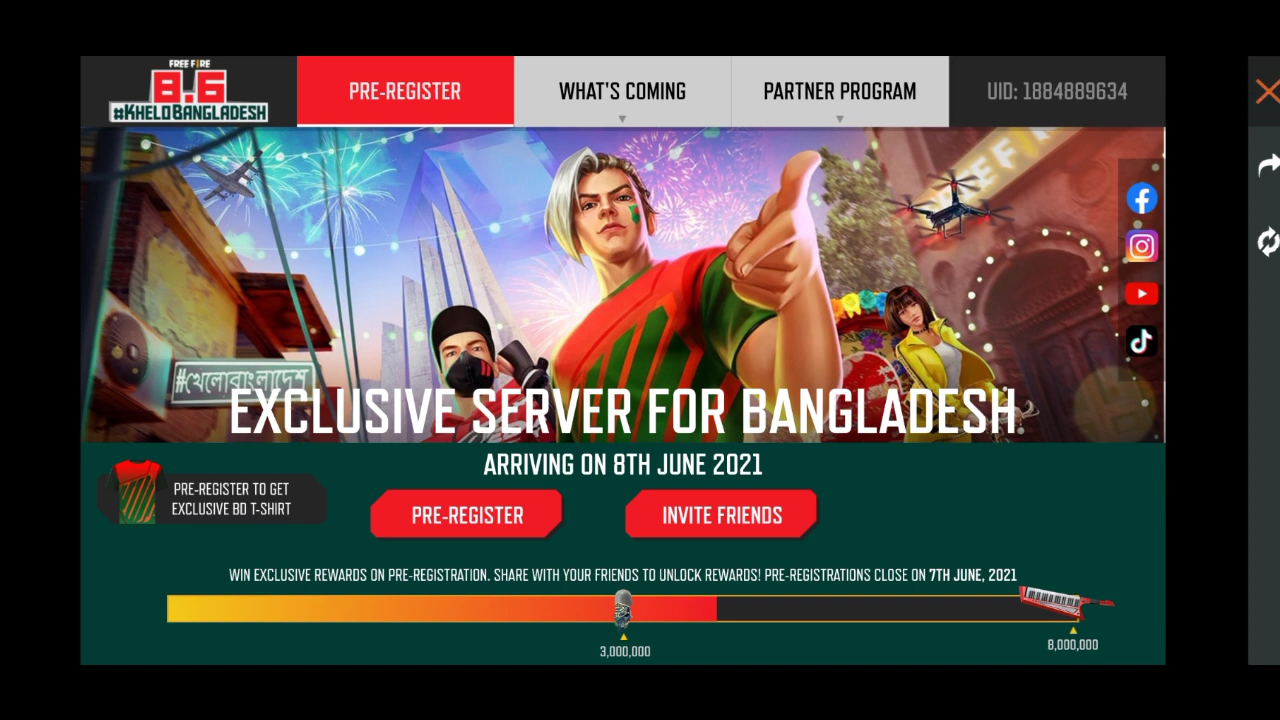 FREE FIRE
8.6
#KHELOBANGLADESH
PRE-REGISTER
WHAT'S COMING
PARTNER PROGRAM
UID: 1884889634
#খেলোবাংলাদেশ
EXCLUSIVE SERVER FOR BANGLADESH
ARRIVING ON 8TH JUNE 2021
PRE-REGISTER TO GET
EXCLUSIVE BD T-SHIRT
PRE-REGISTER
INVITE FRIENDS
WIN EXCLUSIVE REWARDS ON PRE-REGISTRATION. SHARE WITH YOUR FRIENDS TO UNLOCK REWARDS! PRE-REGISTRATIONS CLOSE ON 7TH JUNE, 2021
3,000,000
8,000,000